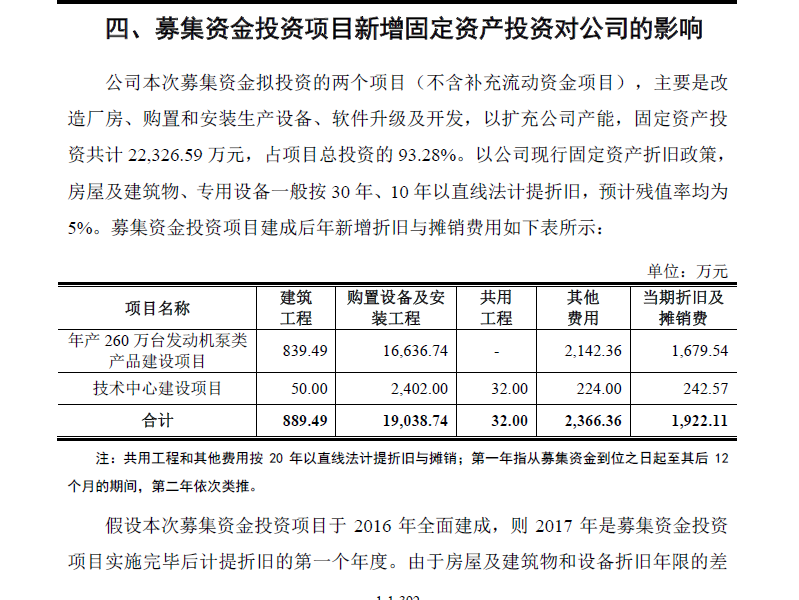 四、募集资金投资项目新增固定资产投资对公司的影响
公司本次募集资金拟投资的两个项目（不含补充流动资金项目），主要是改
造厂房、购置和安装生产设备、软件升级及开发，以扩充公司产能，固定资产投
资共计 22,326.59 万元，占项目总投资的 93.28%。以公司现行固定资产折旧政策，
房屋及建筑物、专用设备一般按 30 年、10 年以直线法计提折旧，预计残值率均为
5%。募集资金投资项目建成后年新增折旧与摊销费用如下表所示：
单位：万元
项目名称 建筑工程 购置设备及安装工程 共用工程 其他费用 当期折旧及摊销费
年产 260 万台发动机泵类产品建设项目 839.49 16,636.74 - 2,142.36 1,679.54
技术中心建设项目 50.00 2,402.00 32.00 224.00 242.57
合计 889.49 19,038.74 32.00 2,366.36 1,922.11
注：共用工程和其他费用按 20 年以直线法计提折旧与摊销；第一年指从募集资金到位之日起至其后 12
个月的期间，第二年依次类推。
假设本次募集资金投资项目于 2016 年全面建成，则 2017 年是募集资金投资
项目实施完毕后计提折旧的第一个年度。由于房屋及建筑物和设备折旧年限的差